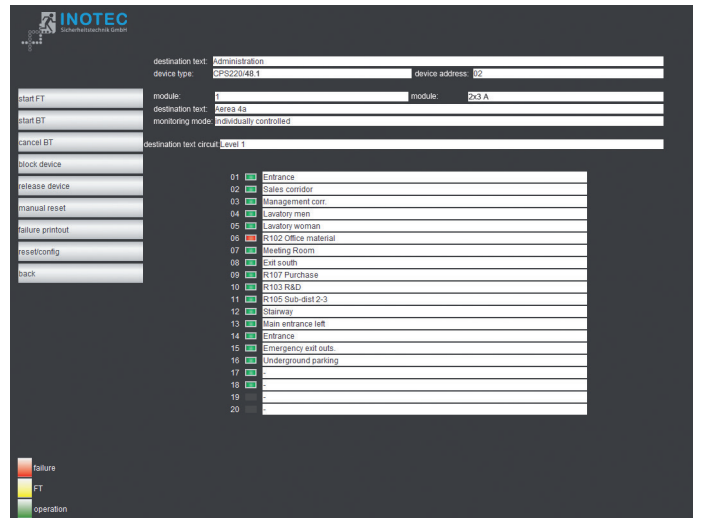 INOTEC
Sicherheitstechnik GmbH
destination text: Administration
device type: CPS220/48.1 device address: 02
module: 1 module: 2x3 A
destination text: Aerea 4a
monitoring mode: individually controlled
destination text circuit: Level 1
start FT
start BT
cancel BT
block device
release device
manual reset
failure printout
reset/config
back
01 Entrance
02 Sales corridor
03 Management corr.
04 Lavatory men
05 Lavatory woman
06 R102 Office material
07 Meeting Room
08 Exit south
09 R107 Purchase
10 R103 R&D
11 R105 Sub-dist 2-3
12 Stairway
13 Main entrance left
14 Entrance
15 Emergency exit outs.
16 Underground parking
17 -
18 -
19 -
20 -
failure
FT
operation